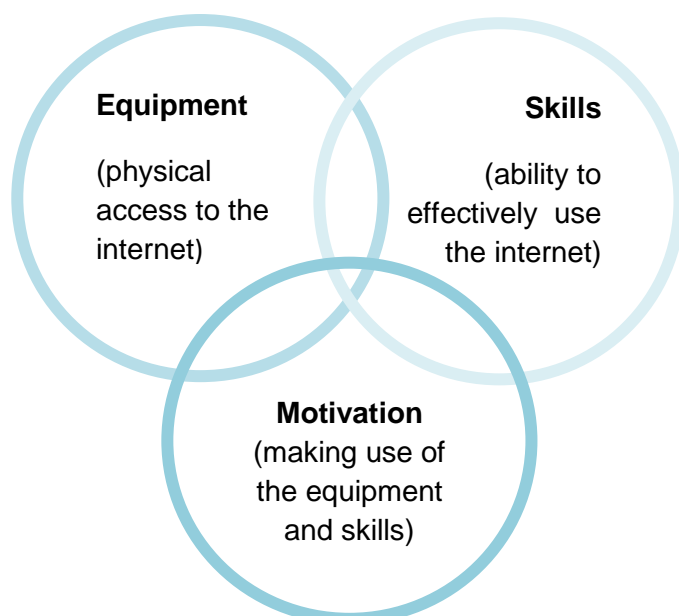 Equipment
(physical
access to the
internet)
Skills
(ability to
effectively use
the internet)
Motivation
(making use of
the equipment
and skills)